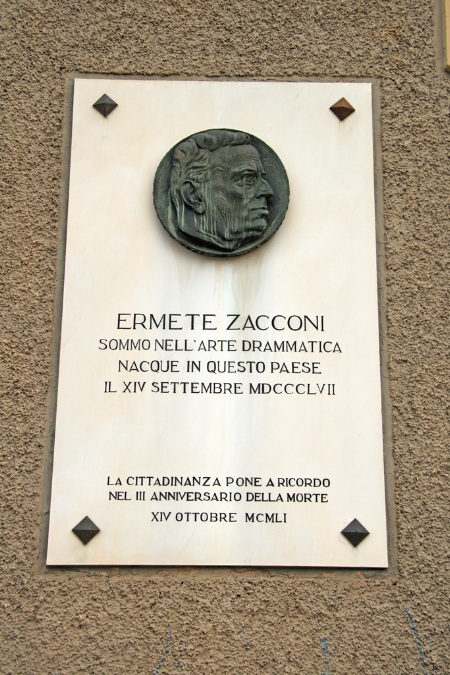 ERMETE ZACCONI
SOMMO NELL'ARTE DRAMMATICA
NACQUE IN QUESTO PAESE
IL XIV SETTEMBRE MDCCCLVII
LA CITTADINANZA PONE A RICORDO
NEL III ANNIVERSARIO DELLA MORTE
XIV OTTOBRE MCMLI